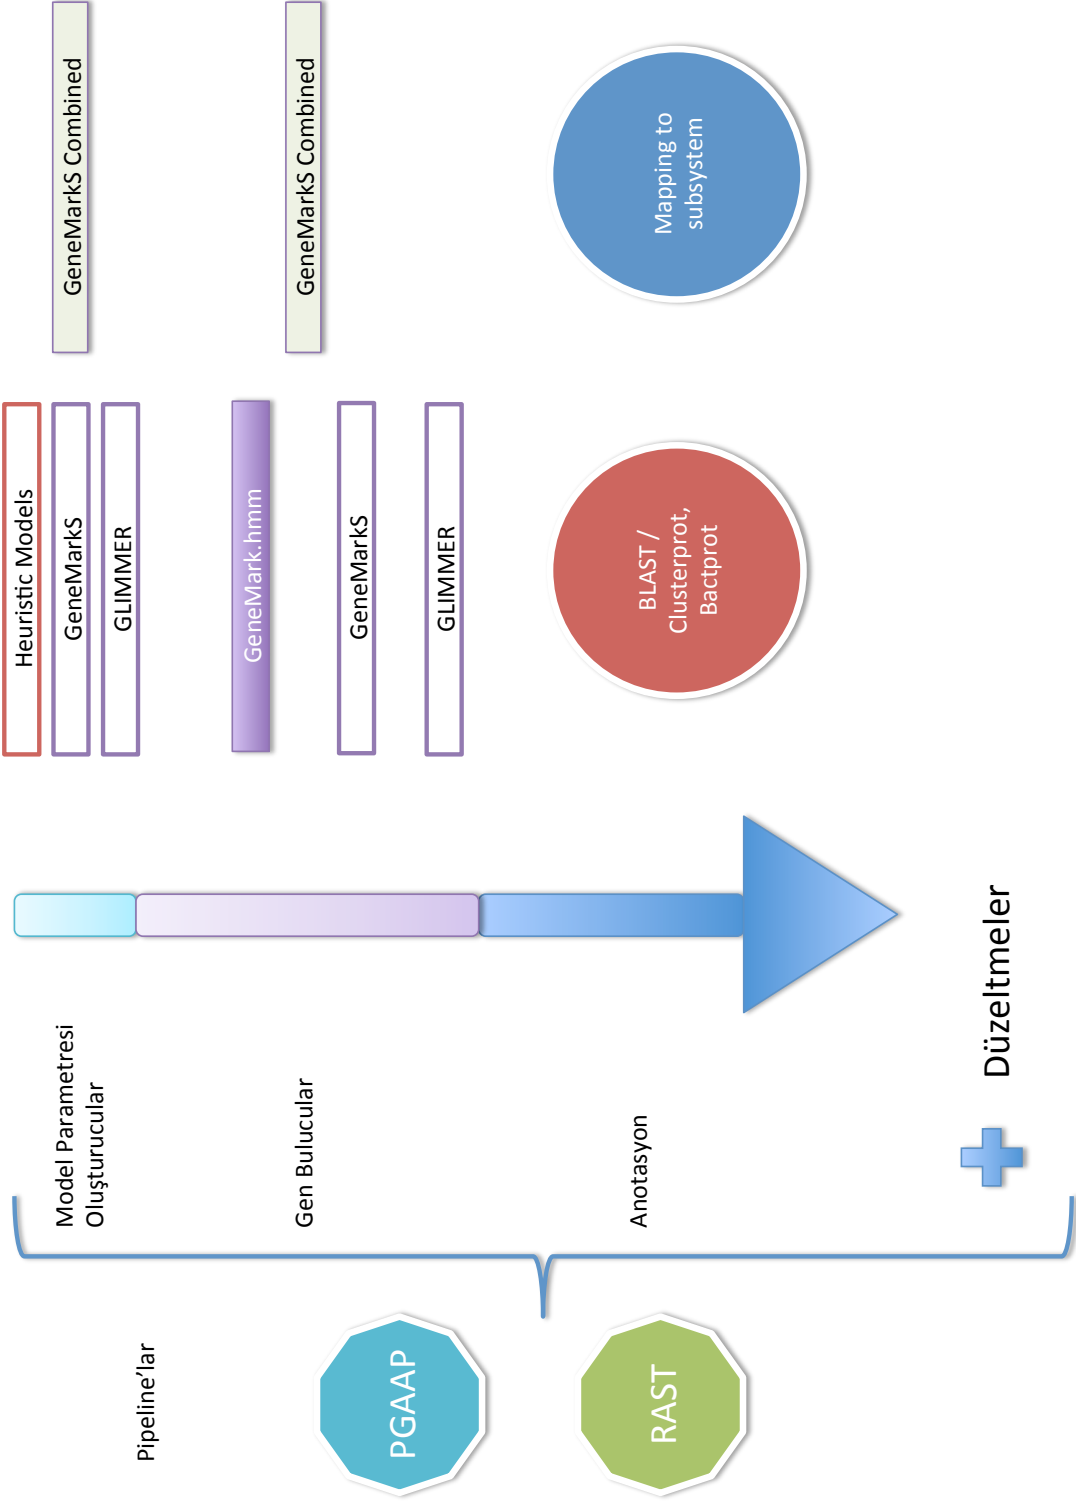 Pipeline’lar
PGAAP
RAST
Model Parametresi
Oluşturucular
Gen Bulucular
Anotasyon
Düzeltmeler
Heuristic Models
GeneMarkS
GLIMMER
GeneMark.hmm
GeneMarkS
GLIMMER
BLAST /
Clusterprot,
Bactprot
GeneMarkS Combined
GeneMarkS Combined
Mapping to
subsystem